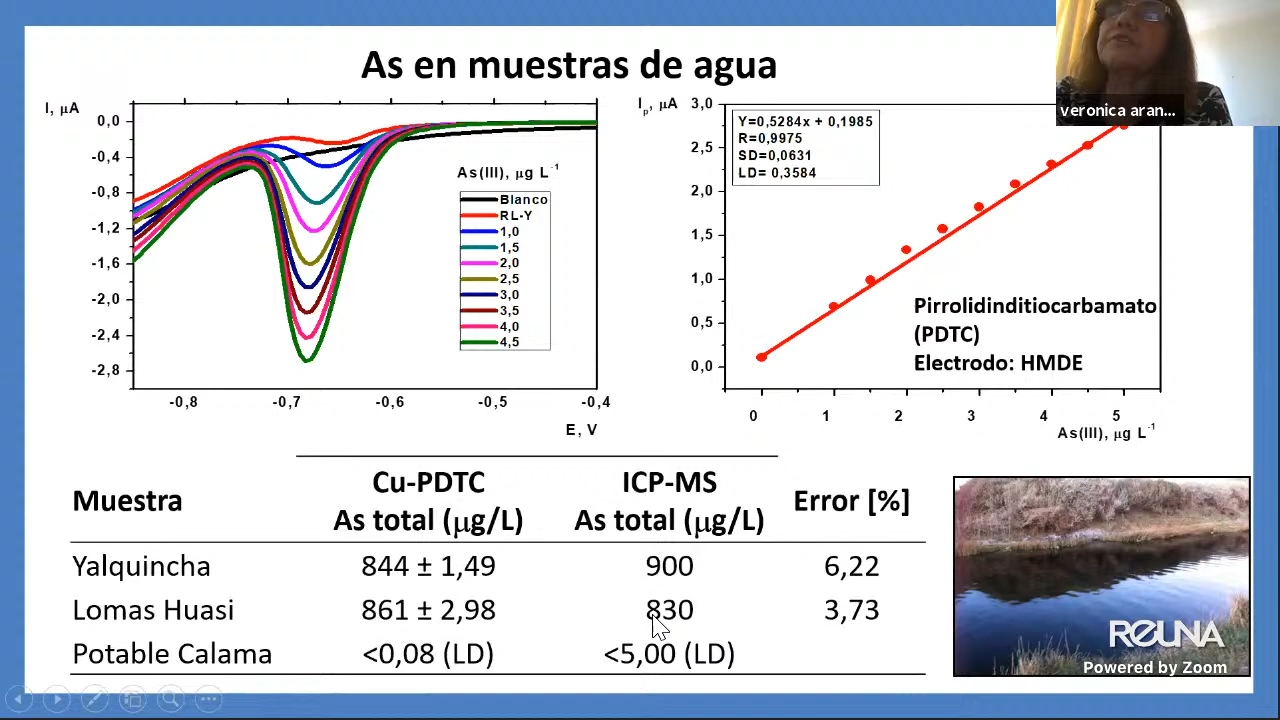 As en muestras de agua
I, µA
0,0
-0,4
-0,8
-1,2
-1,6
-2,0
-2,4
-2,8
-0,8
-0,7
-0,6
-0,5
-0,4
E, V
As(III), µg L-1
Blanco
RL-Y
1,0
1,5
2,0
2,5
3,0
3,5
4,0
4,5
Ip, µA
3,0
2,5
2,0
1,5
1,0
0,5
0,0
Y=0,5284x + 0,1985
R=0,9975
SD=0,0631
LD= 0,3584
Pirrolidinditiocarbamato
(PDTC)
Electrodo: HMDE
0
1
2
3
4
5
As(III), µg L-1
veronica aran...
Muestra
Cu-PDTC
As total (µg/L)
ICP-MS
As total (µg/L)
Error [%]
Yalquincha 844 ± 1,49 900 6,22
Lomas Huasi 861 ± 2,98 830 3,73
Potable Calama <0,08 (LD) <5,00 (LD)
REUNA
Powered by Zoom